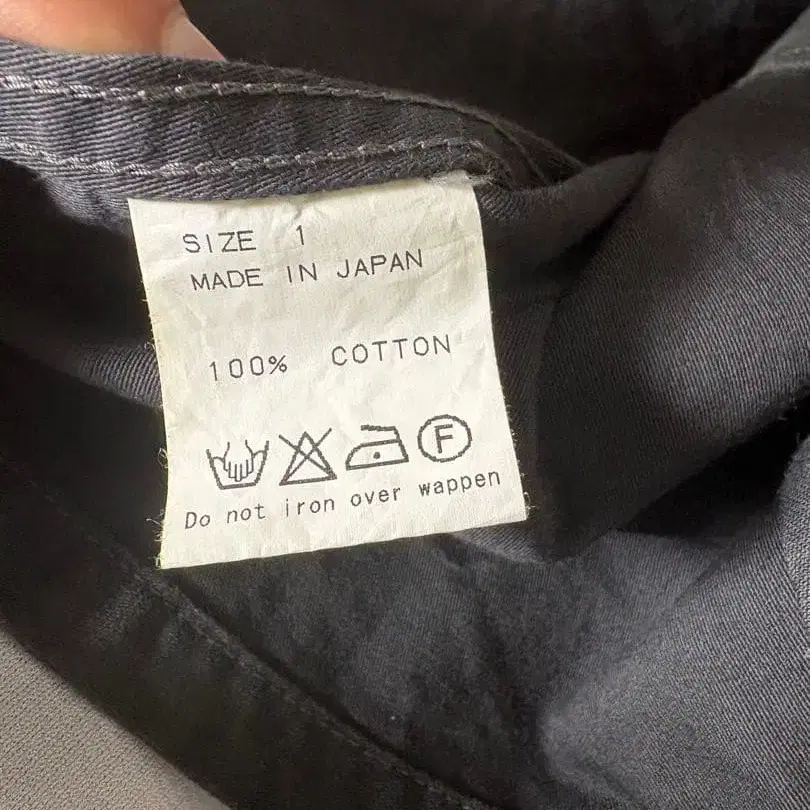 SIZE 1
MADE IN JAPAN
100% COTTON
F
Do not iron over wappen